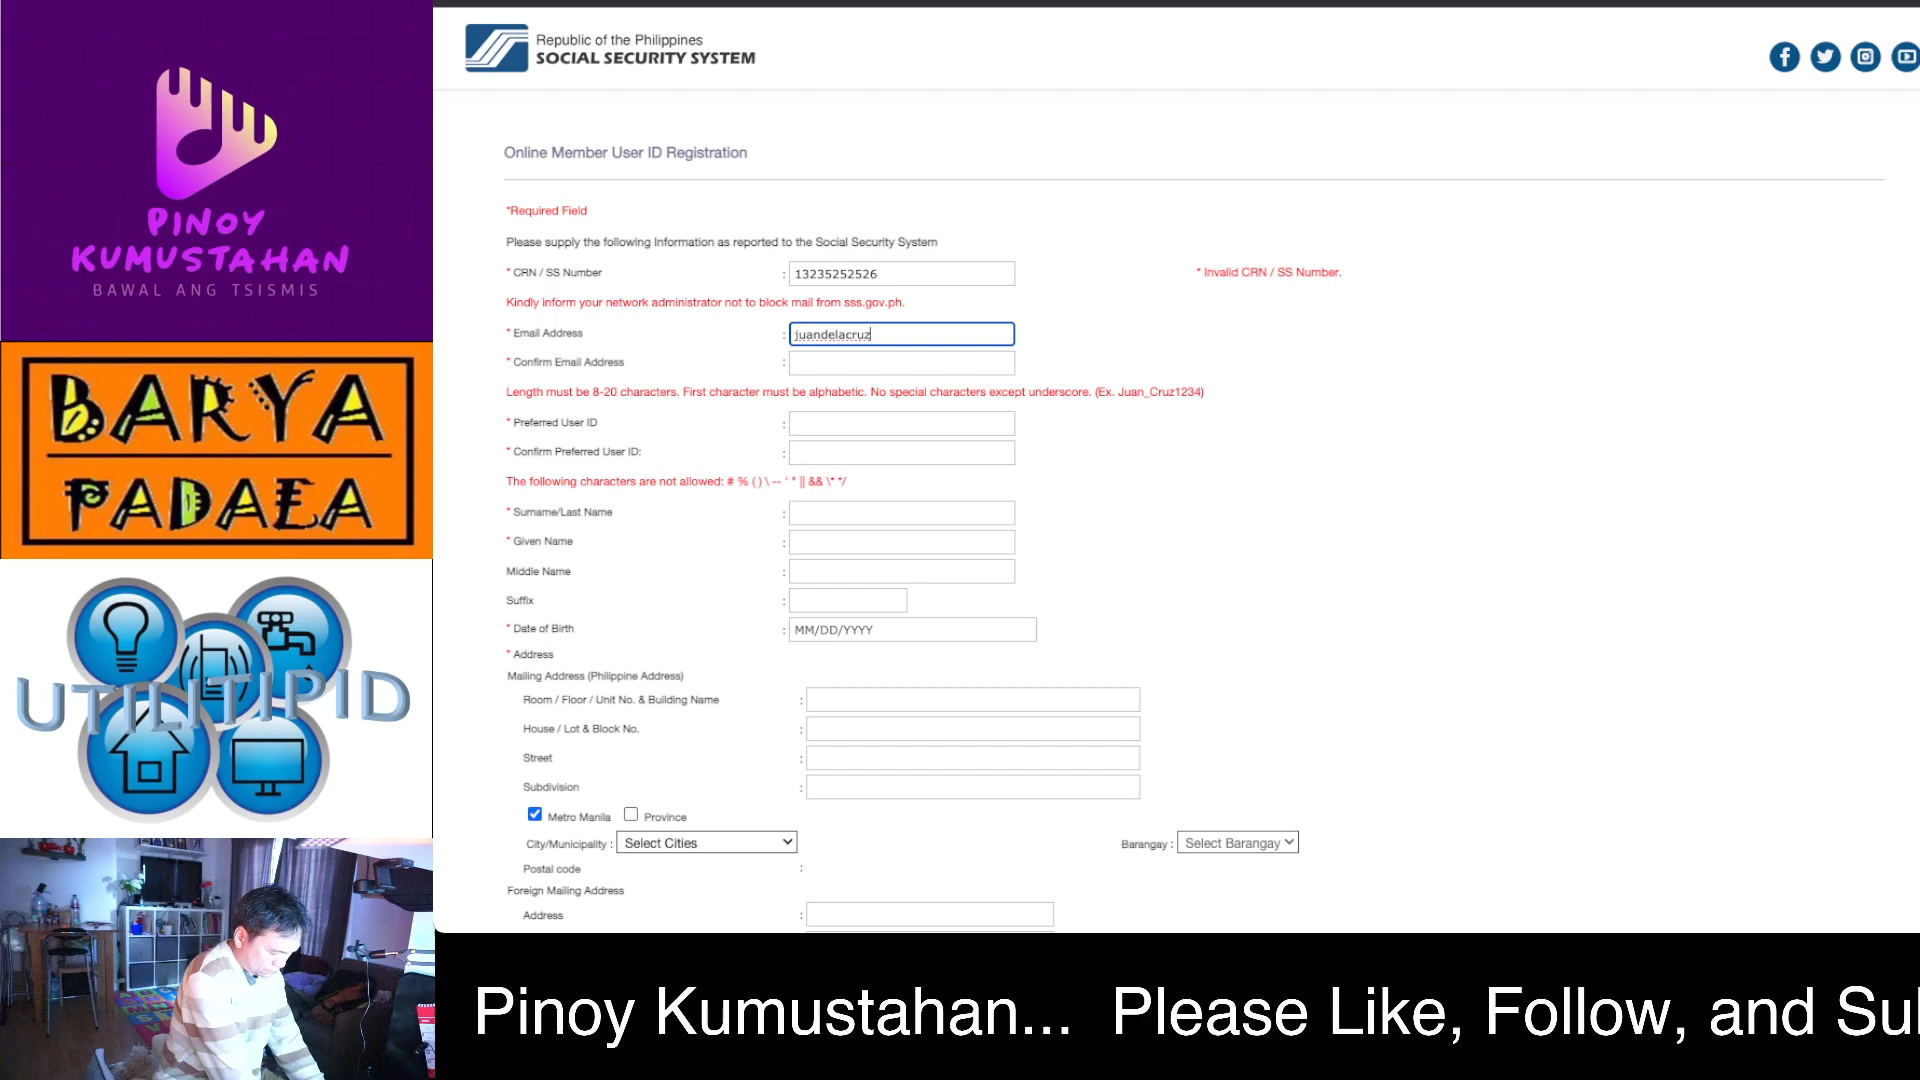 PINOY
KUMUSTAHAN
BAWAL ANG TSISMIS
BARYA
PADALA
UTILITIPID
Republic of the Philippines
SOCIAL SECURITY SYSTEM
Online Member User ID Registration
*Required Field
Please supply the following Information as reported to the Social Security System
* CRN / SS Number : 13235252526 * Invalid CRN / SS Number.
Kindly inform your network administrator not to block mail from sss.gov.ph.
* Email Address : juandelacruz
* Confirm Email Address :
Length must be 8-20 characters. First character must be alphabetic. No special characters except underscore. (Ex. Juan_Cruz1234)
* Preferred User ID :
* Confirm Preferred User ID: :
The following characters are not allowed: # % ( ) \ -- ' " || && \* */
* Surname/Last Name :
* Given Name :
Middle Name :
Suffix :
* Date of Birth : MM/DD/YYYY
* Address
Mailing Address (Philippine Address)
Room / Floor / Unit No. & Building Name :
House / Lot & Block No. :
Street :
Subdivision :
Metro Manila Province
City/Municipality : Select Cities Barangay : Select Barangay
Postal code :
Foreign Mailing Address
Address :
Pinoy Kumustahan... Please Like, Follow, and Su